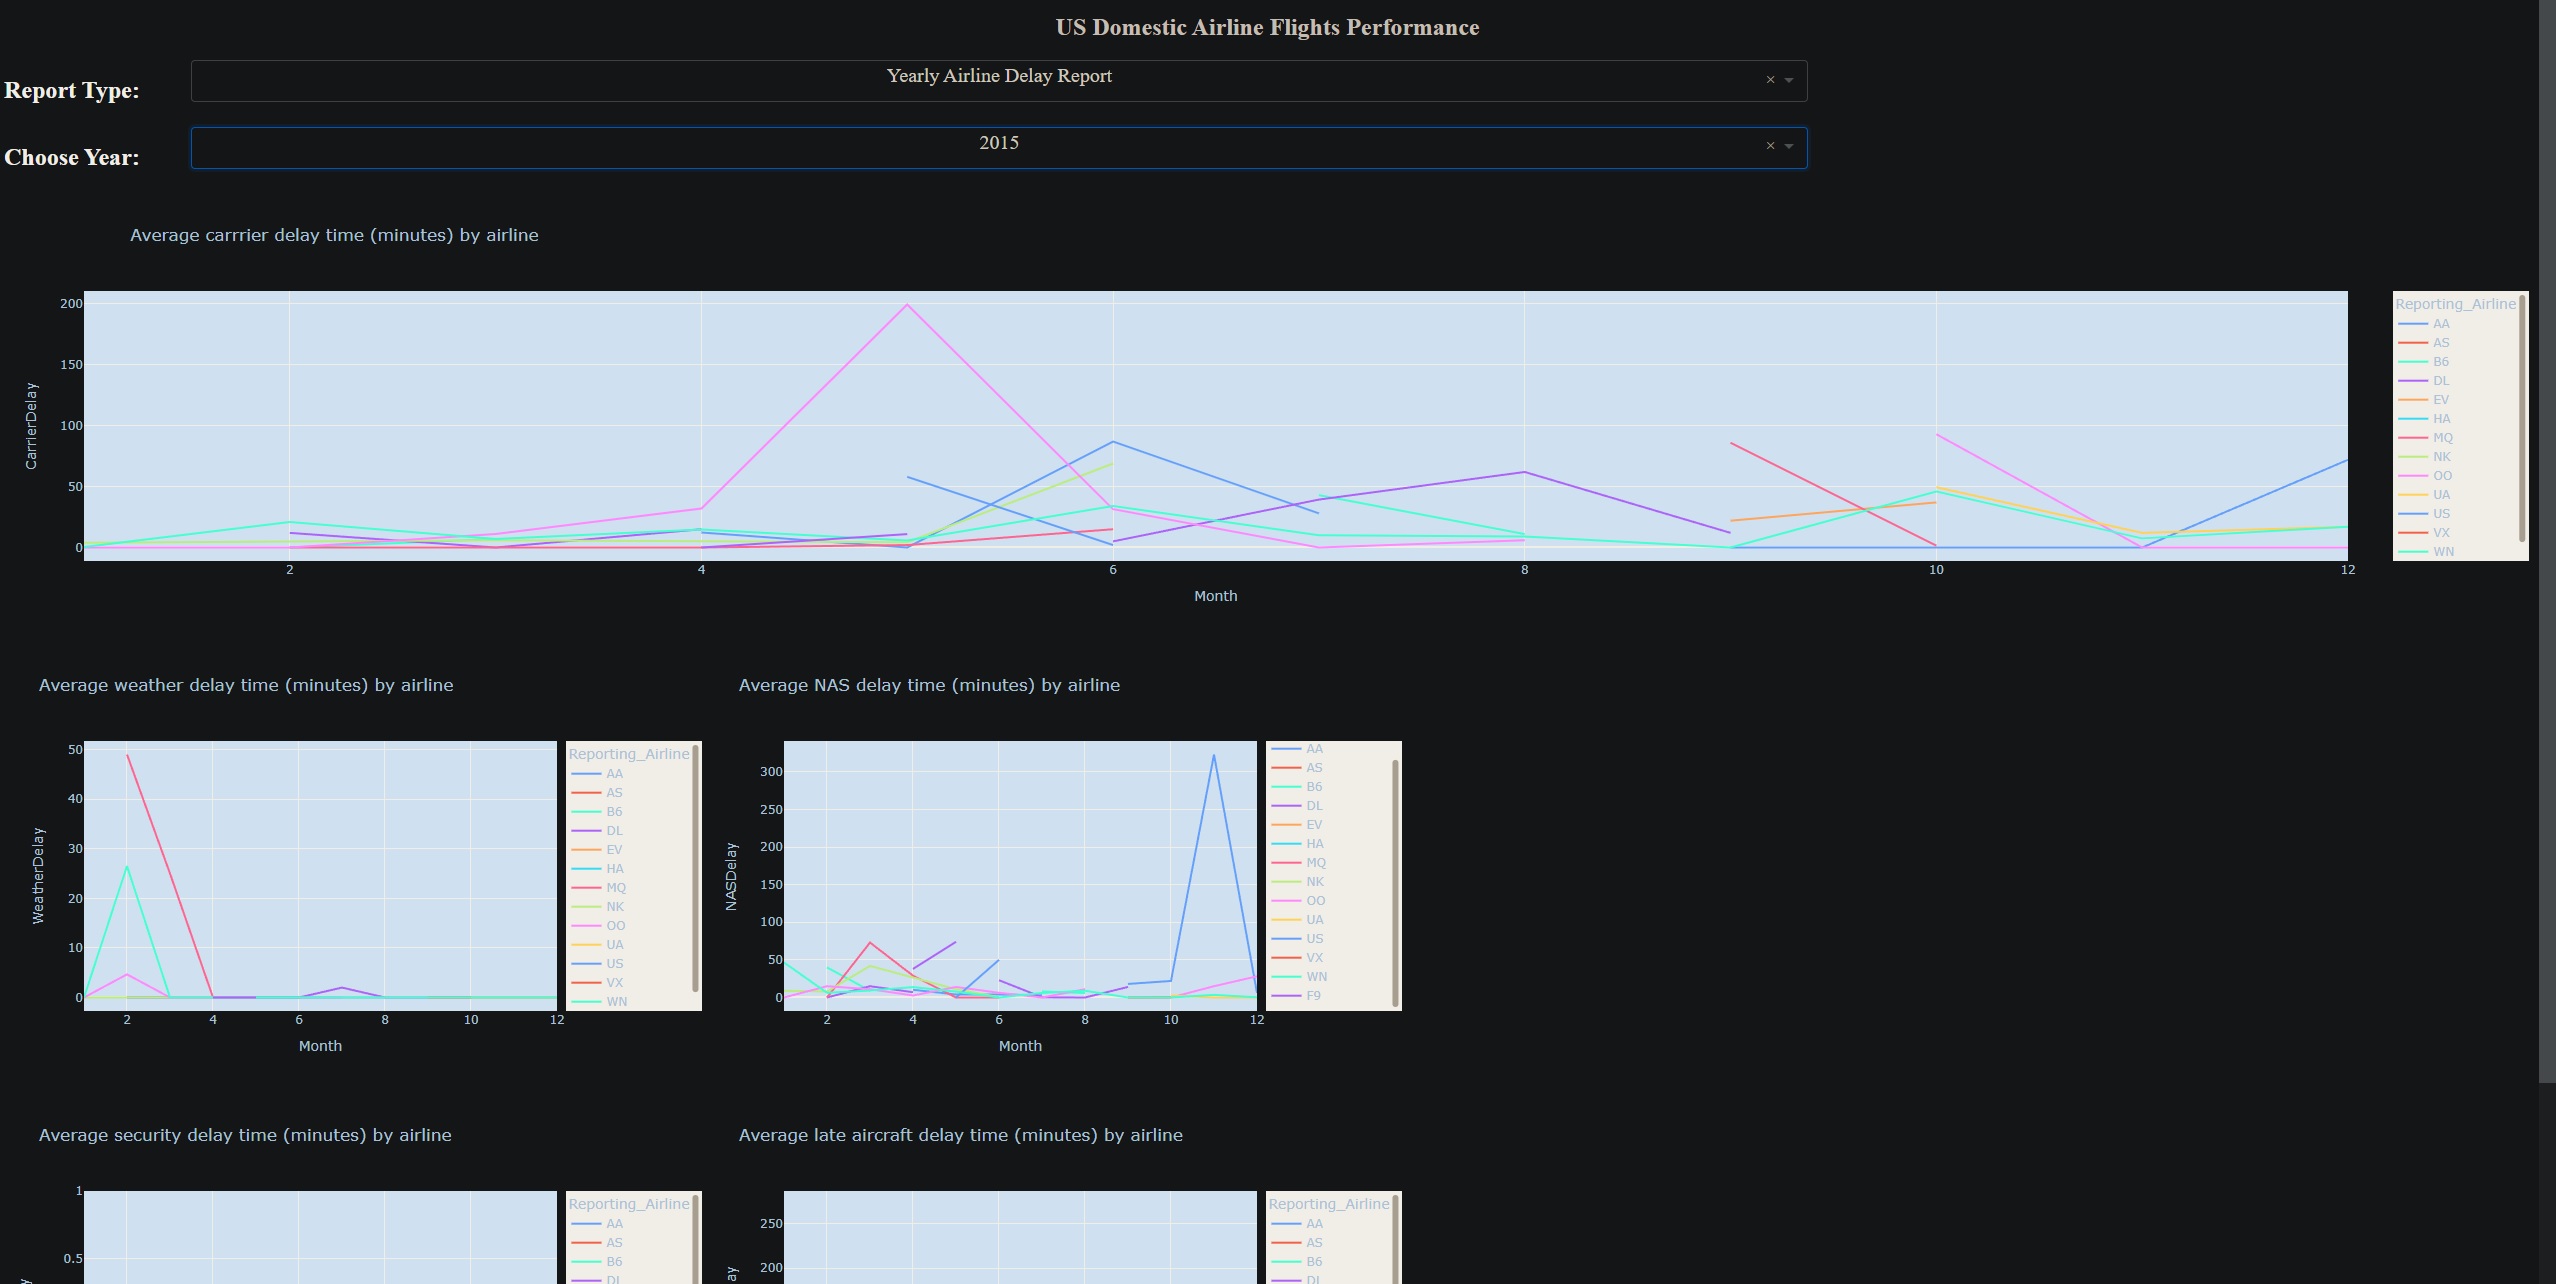 US Domestic Airline Flights Performance
Report Type:
Yearly Airline Delay Report
×
Choose Year:
2015
×
Average carrrier delay time (minutes) by airline
CarrierDelay
200
150
100
50
0
2
4
6
8
10
12
Month
Reporting_Airline
AA
AS
B6
DL
EV
HA
MQ
NK
OO
UA
US
VX
WN
Average weather delay time (minutes) by airline
WeatherDelay
50
40
30
20
10
0
2
4
6
8
10
12
Month
Reporting_Airline
AA
AS
B6
DL
EV
HA
MQ
NK
OO
UA
US
VX
WN
Average NAS delay time (minutes) by airline
NASDelay
300
250
200
150
100
50
0
2
4
6
8
10
12
Month
AA
AS
B6
DL
EV
HA
MQ
NK
OO
UA
US
VX
WN
F9
Average security delay time (minutes) by airline
1
0.5
Reporting_Airline
AA
AS
B6
DL
Average late aircraft delay time (minutes) by airline
250
200
ay
Reporting_Airline
AA
AS
B6
DL